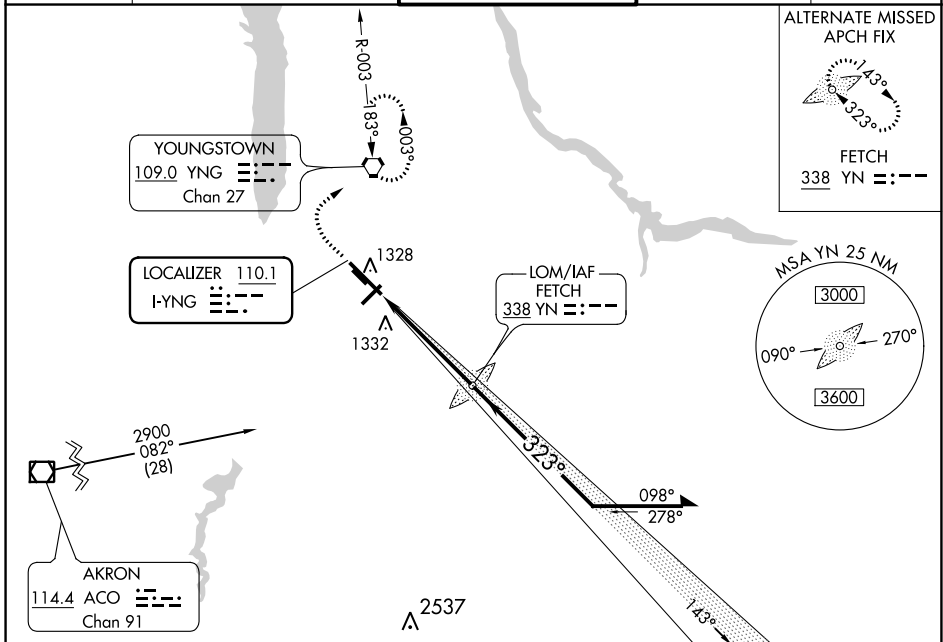 ALTERNATE MISSED
APCH FIX
143°
323°
FETCH
338 YN
R-003
183°
003°
YOUNGSTOWN
109.0 YNG
Chan 27
LOCALIZER 110.1
I-YNG
1328
1332
LOM/IAF
FETCH
338 YN
MSA YN 25 NM
3000
090°
270°
3600
2900
082°
(28)
323°
098°
278°
AKRON
114.4 ACO
Chan 91
2537
143°